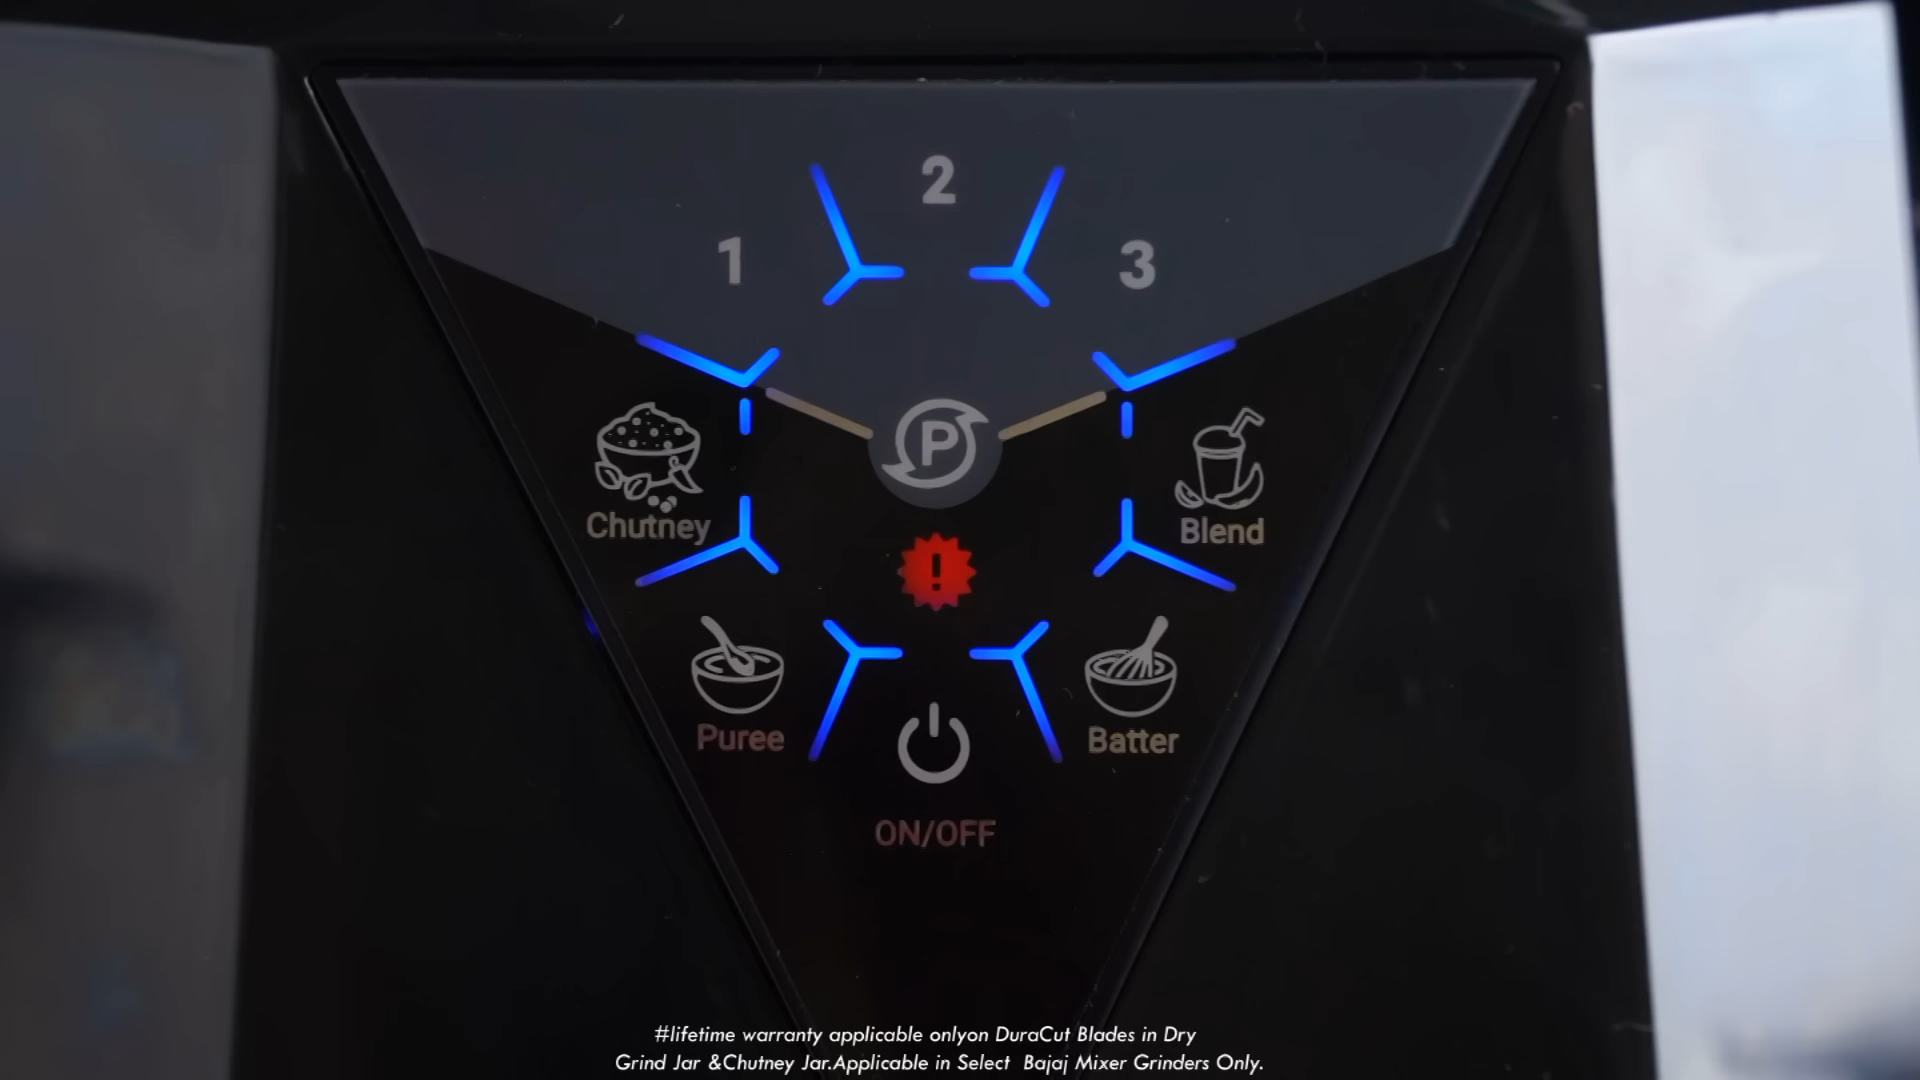 2
1
3
P
!
Chutney
Blend
Puree
Batter
ON/OFF
#lifetime warranty applicable onlyon DuraCut Blades in Dry
Grind Jar &Chutney Jar.Applicable in Select Bajaj Mixer Grinders Only.